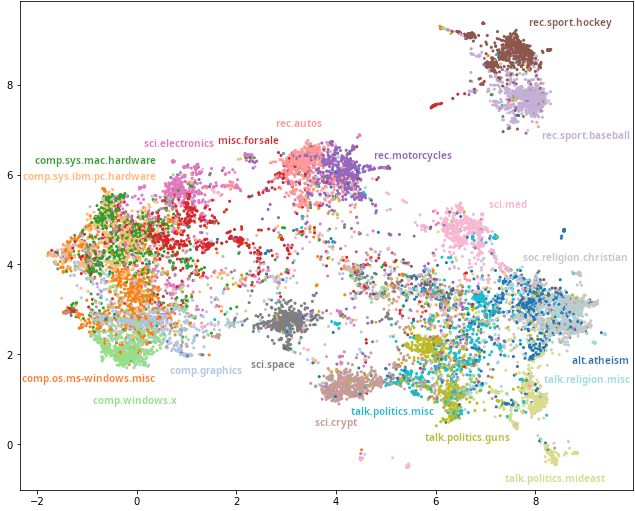 rec.sport.hockey
8
rec.sport.baseball
rec.autos
sci.electronics
misc.forsale
comp.sys.mac.hardware
rec.motorcycles
comp.sys.ibm.pc.hardware
6
sci.med
soc.religion.christian
4
2
sci.space
alt.atheism
comp.graphics
comp.os.ms-windows.misc
talk.religion.misc
comp.windows.x
talk.politics.misc
sci.crypt
talk.politics.guns
0
talk.politics.mideast
−2 0 2 4 6 8